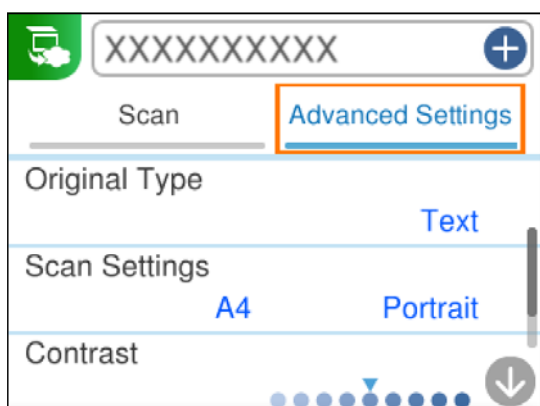 XXXXXXXXXX
Scan Advanced Settings
Original Type
Text
Scan Settings
A4 Portrait
Contrast